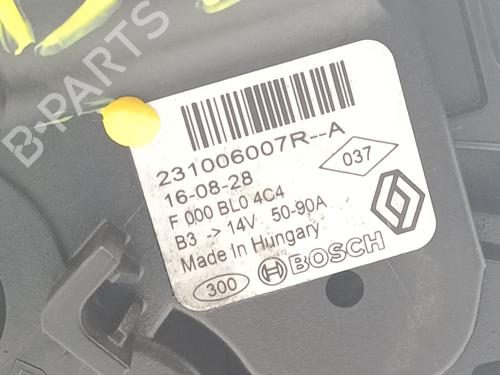 B-PARTS
231006007R--A
037
16-08-28
F 000 BL0 4C4
B3 -> 14V 50-90A
Made In Hungary
300 BOSCH